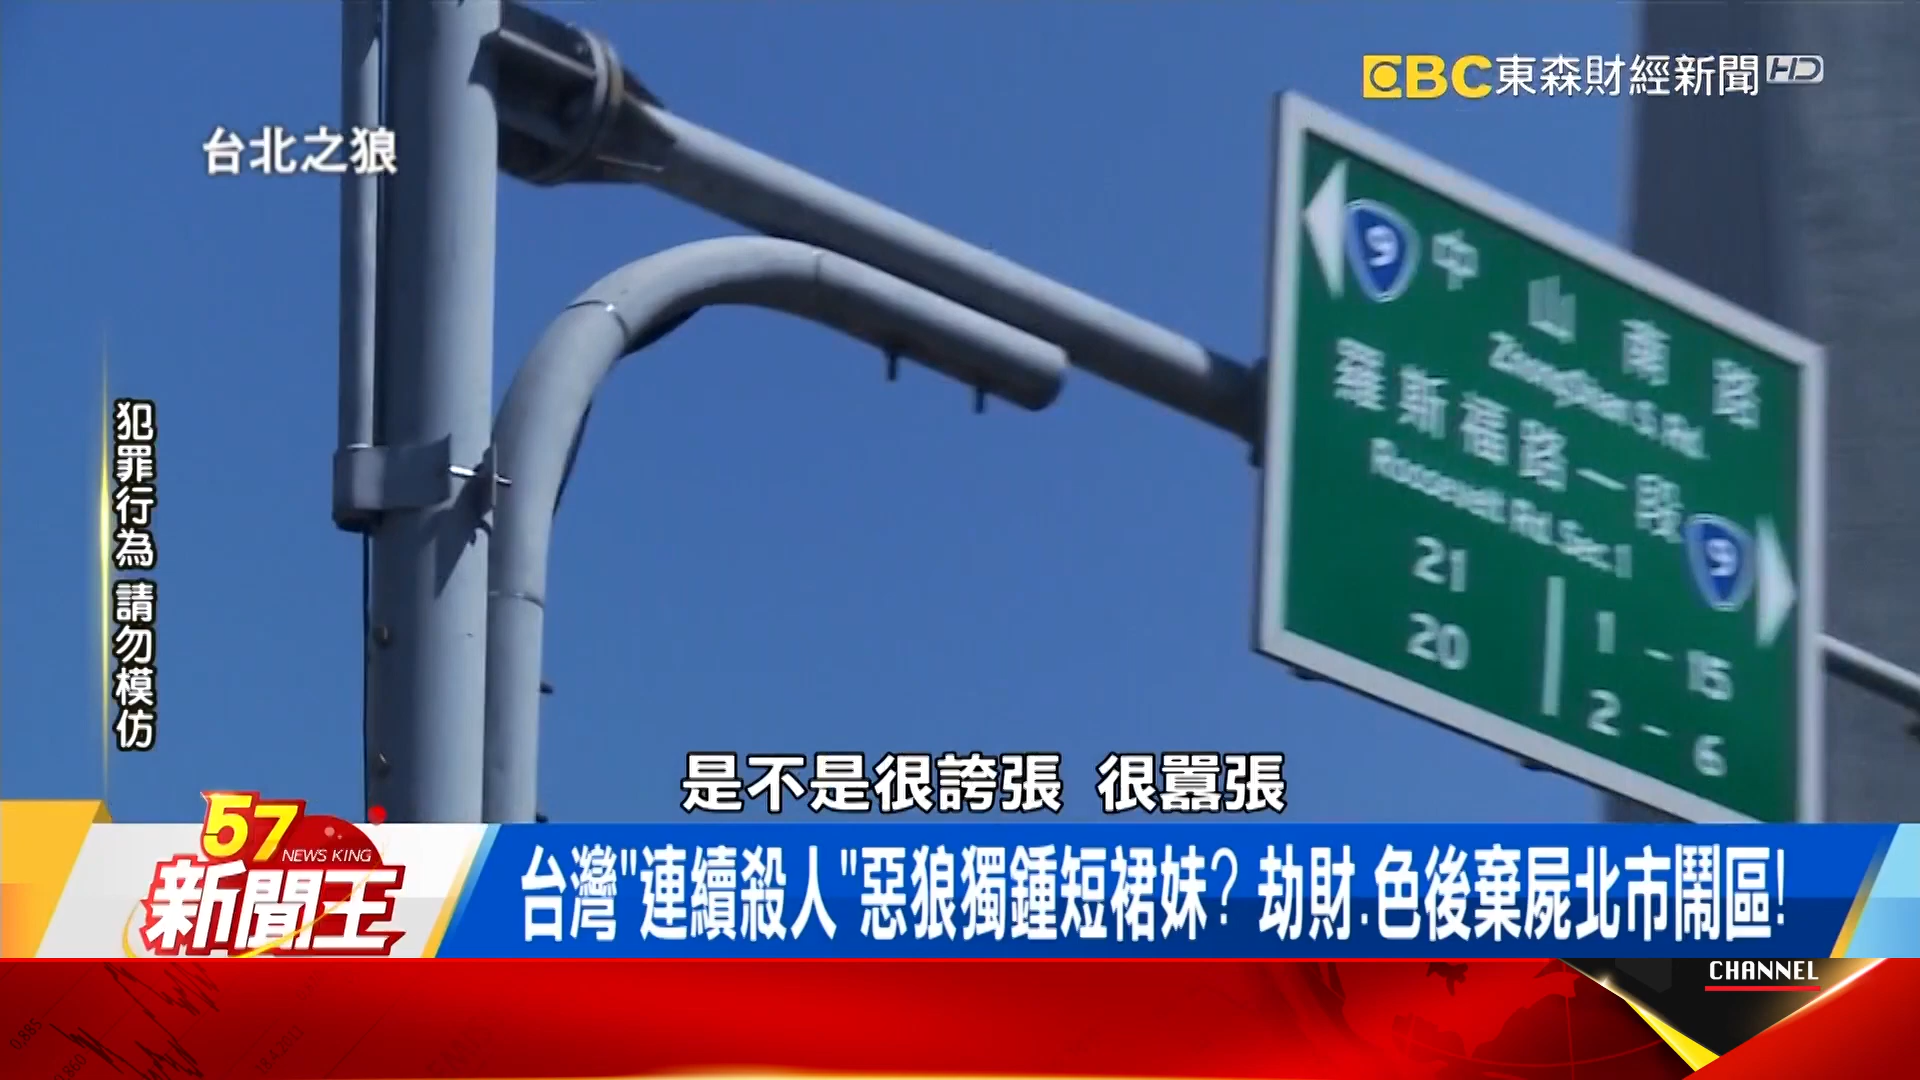 EBC東森財經新聞HD
台北之狼
9 中山南路
Zhongshan S. Rd.
羅斯福路一段 9
Roosevelt Rd. Sec. 1
21 1 - 15
20 2 - 6
犯罪行為 請勿模仿
是不是很誇張 很囂張
57
NEWS KING
新聞王
台灣"連續殺人"惡狼獨鍾短裙妹? 劫財.色後棄屍北市鬧區!
CHANNEL
0.885
0.860